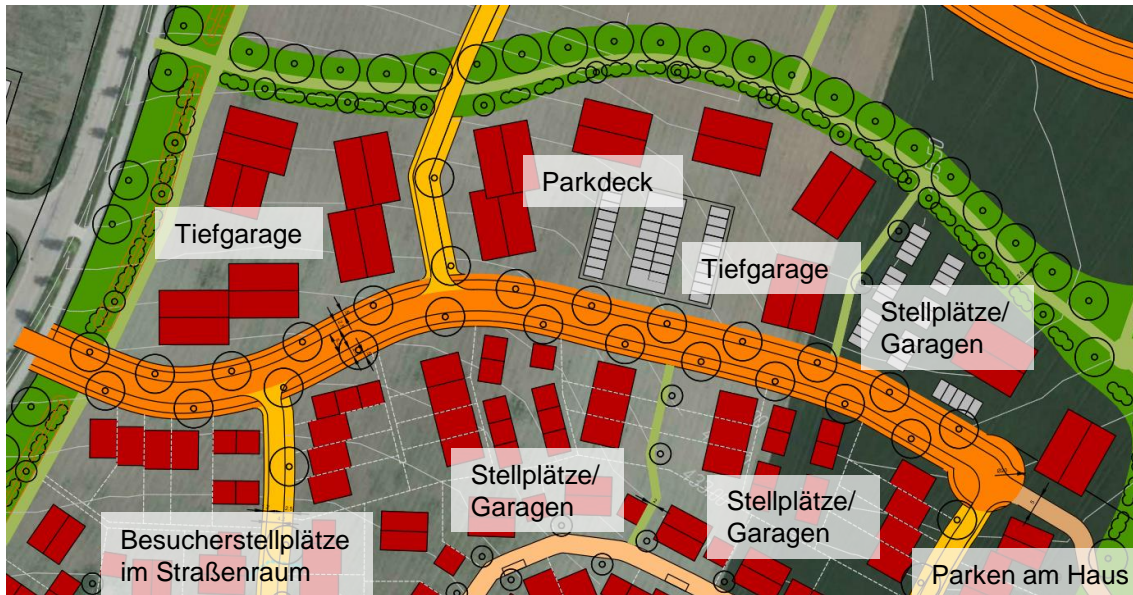 Parkdeck
Tiefgarage
Tiefgarage
Stellplätze/
Garagen
Stellplätze/
Garagen
Stellplätze/
Garagen
Besucherstellplätze
im Straßenraum
Parken am Haus